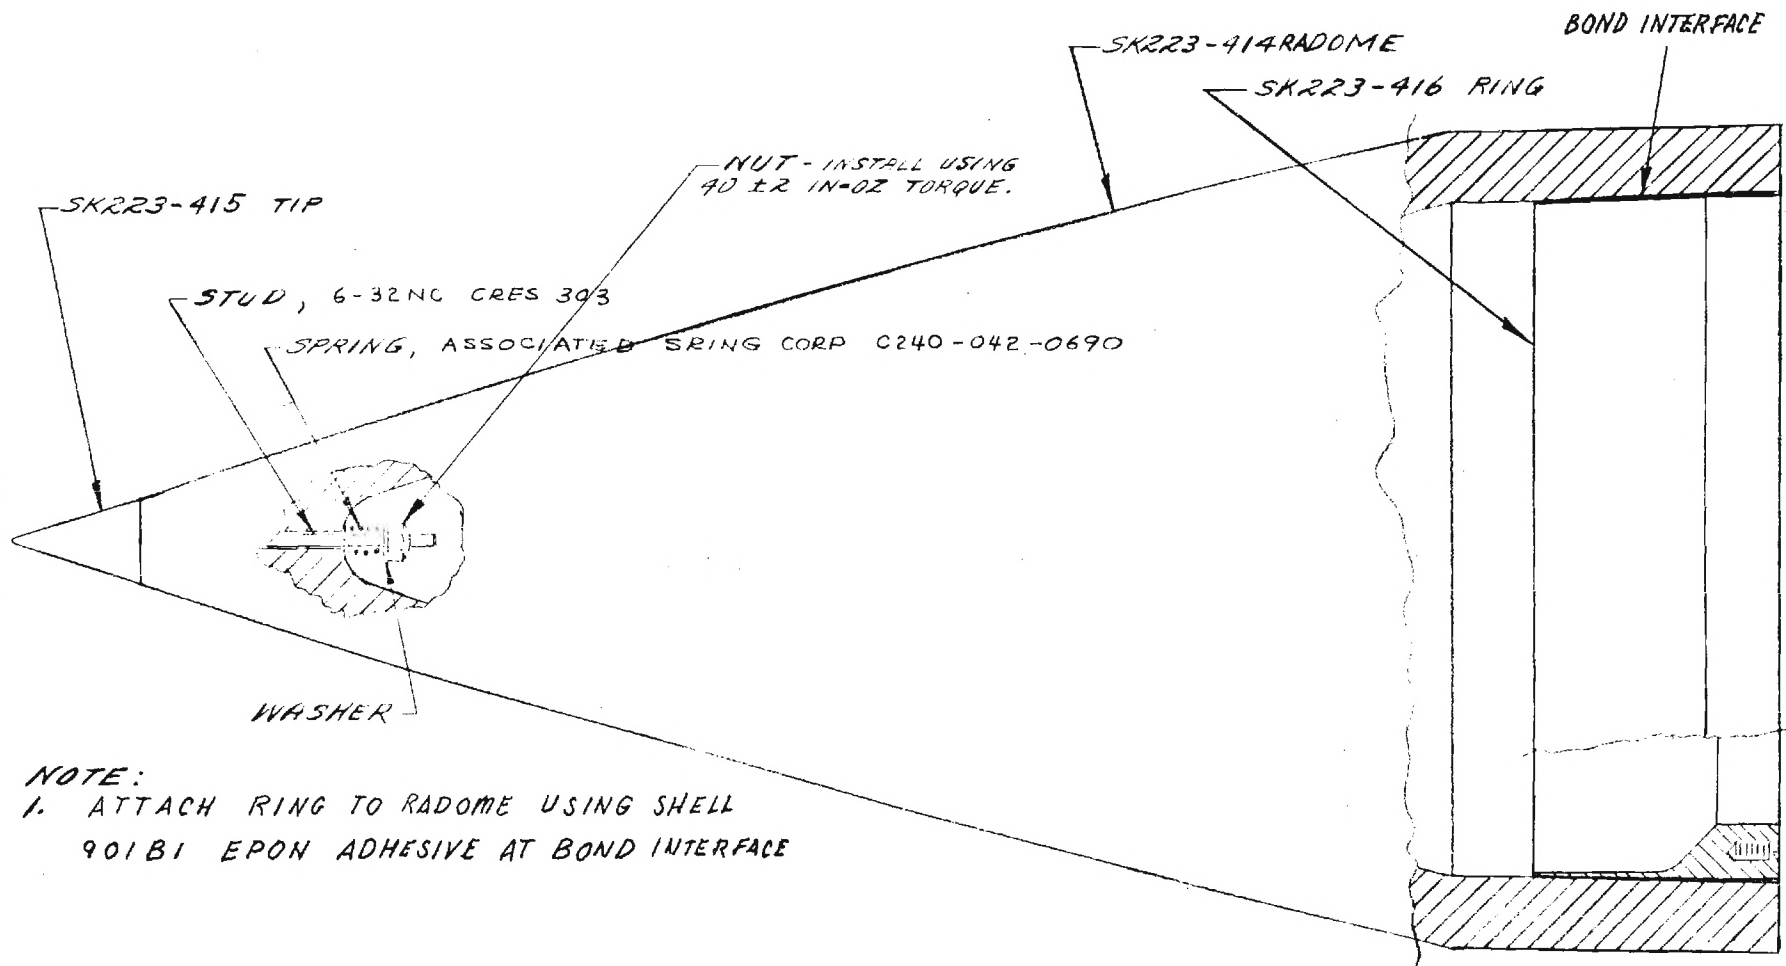 BOND INTERFACE
SK223-414 RADOME
SK223-416 RING
NUT - INSTALL USING
40 ±2 IN-OZ TORQUE.
SK223-415 TIP
STUD, 6-32NC CRES 303
SPRING, ASSOCIATED SRING CORP C240-042-0690
WASHER
NOTE:
1. ATTACH RING TO RADOME USING SHELL
901B1 EPON ADHESIVE AT BOND INTERFACE